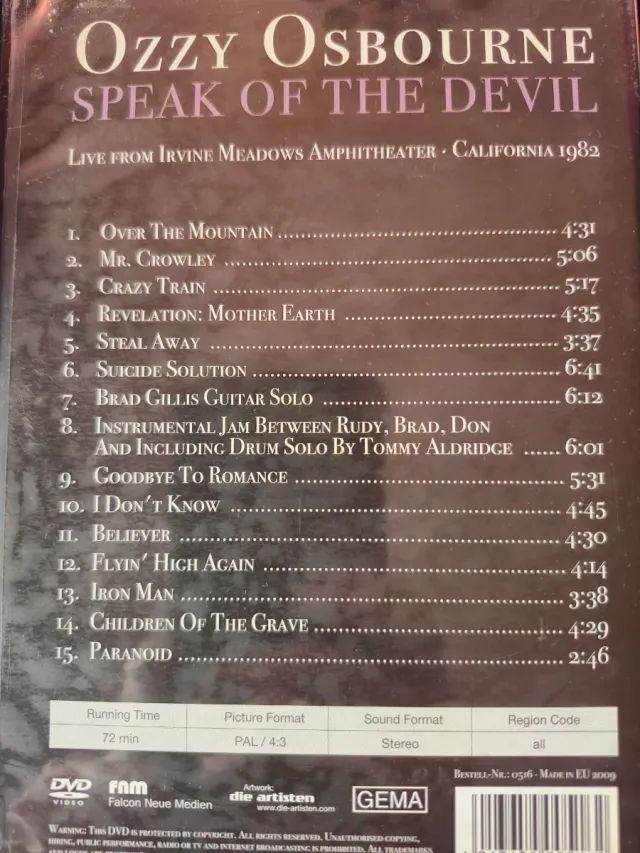 OZZY OSBOURNE
SPEAK OF THE DEVIL
LIVE FROM IRVINE MEADOWS AMPHITHEATER · CALIFORNIA 1982
1. OVER THE MOUNTAIN ........ 4:31
2. MR. CROWLEY ........ 5:06
3. CRAZY TRAIN ........ 5:17
4. REVELATION: MOTHER EARTH ........ 4:35
5. STEAL AWAY ........ 3:37
6. SUICIDE SOLUTION ........ 6:41
7. BRAD GILLIS GUITAR SOLO ........ 6:12
8. INSTRUMENTAL JAM BETWEEN RUDY, BRAD, DON
AND INCLUDING DRUM SOLO BY TOMMY ALDRIDGE ...... 6:01
9. GOODBYE TO ROMANCE ........ 5:31
10. I DON'T KNOW ........ 4:45
11. BELIEVER ........ 4:30
12. FLYIN' HIGH AGAIN ........ 4:14
13. IRON MAN ........ 3:38
14. CHILDREN OF THE GRAVE ........ 4:29
15. PARANOID ........ 2:46
Running Time Picture Format Sound Format Region Code
72 min PAL / 4:3 Stereo all
BESTELL-NR.: 0516 - MADE IN EU 2009
DVD VIDEO
fnm
Falcon Neue Medien
Artwork:
die artisten
www.die-artisten.com
GEMA
WARNING: THIS DVD IS PROTECTED BY COPYRIGHT. ALL RIGHTS RESERVED. UNAUTHORISED COPYING,
HIRING, PUBLIC PERFORMANCE, RADIO OR TV AND INTERNET BROADCASTING IS PROHIBITED. ALL TRADEMARKS
AND LOGOS ARE